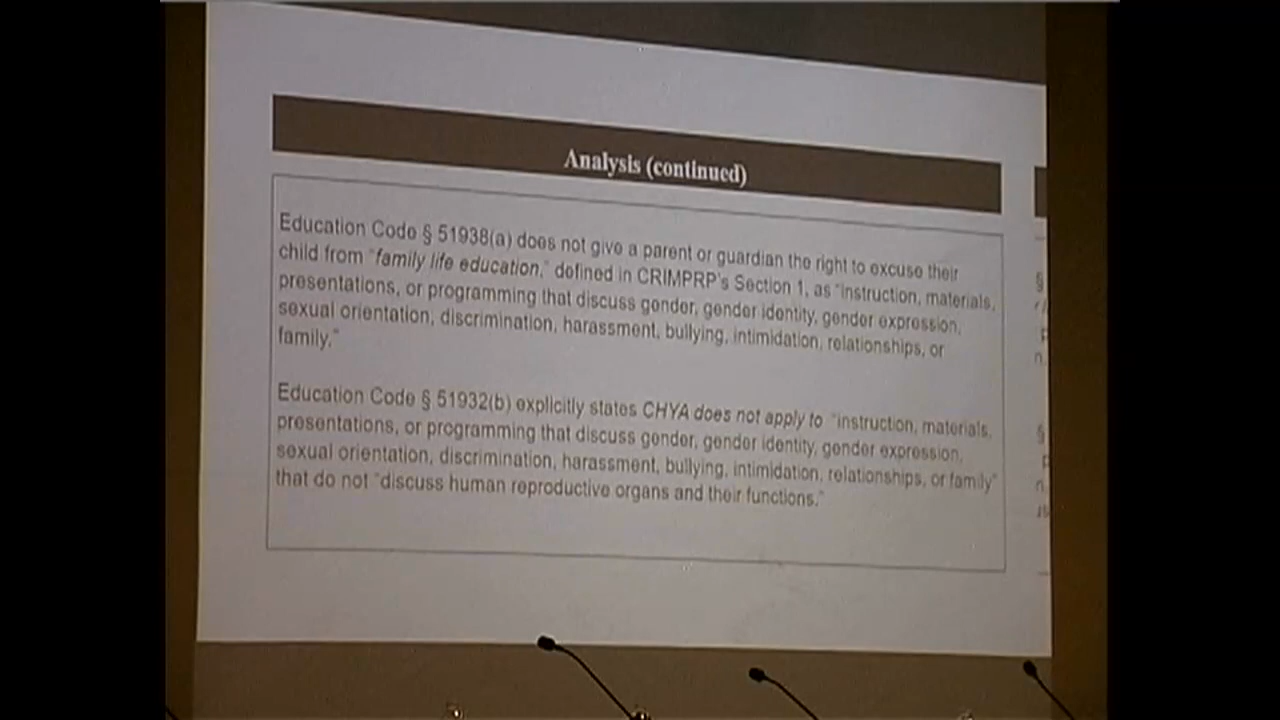 Analysis (continued)
Education Code § 51938(a) does not give a parent or guardian the right to excuse their
child from "family life education," defined in CRIMPRP's Section 1, as "instruction, materials,
presentations, or programming that discuss gender, gender identity, gender expression,
sexual orientation, discrimination, harassment, bullying, intimidation, relationships, or
family."
Education Code § 51932(b) explicitly states CHYA does not apply to "instruction, materials,
presentations, or programming that discuss gender, gender identity, gender expression,
sexual orientation, discrimination, harassment, bullying, intimidation, relationships, or family"
that do not "discuss human reproductive organs and their functions."